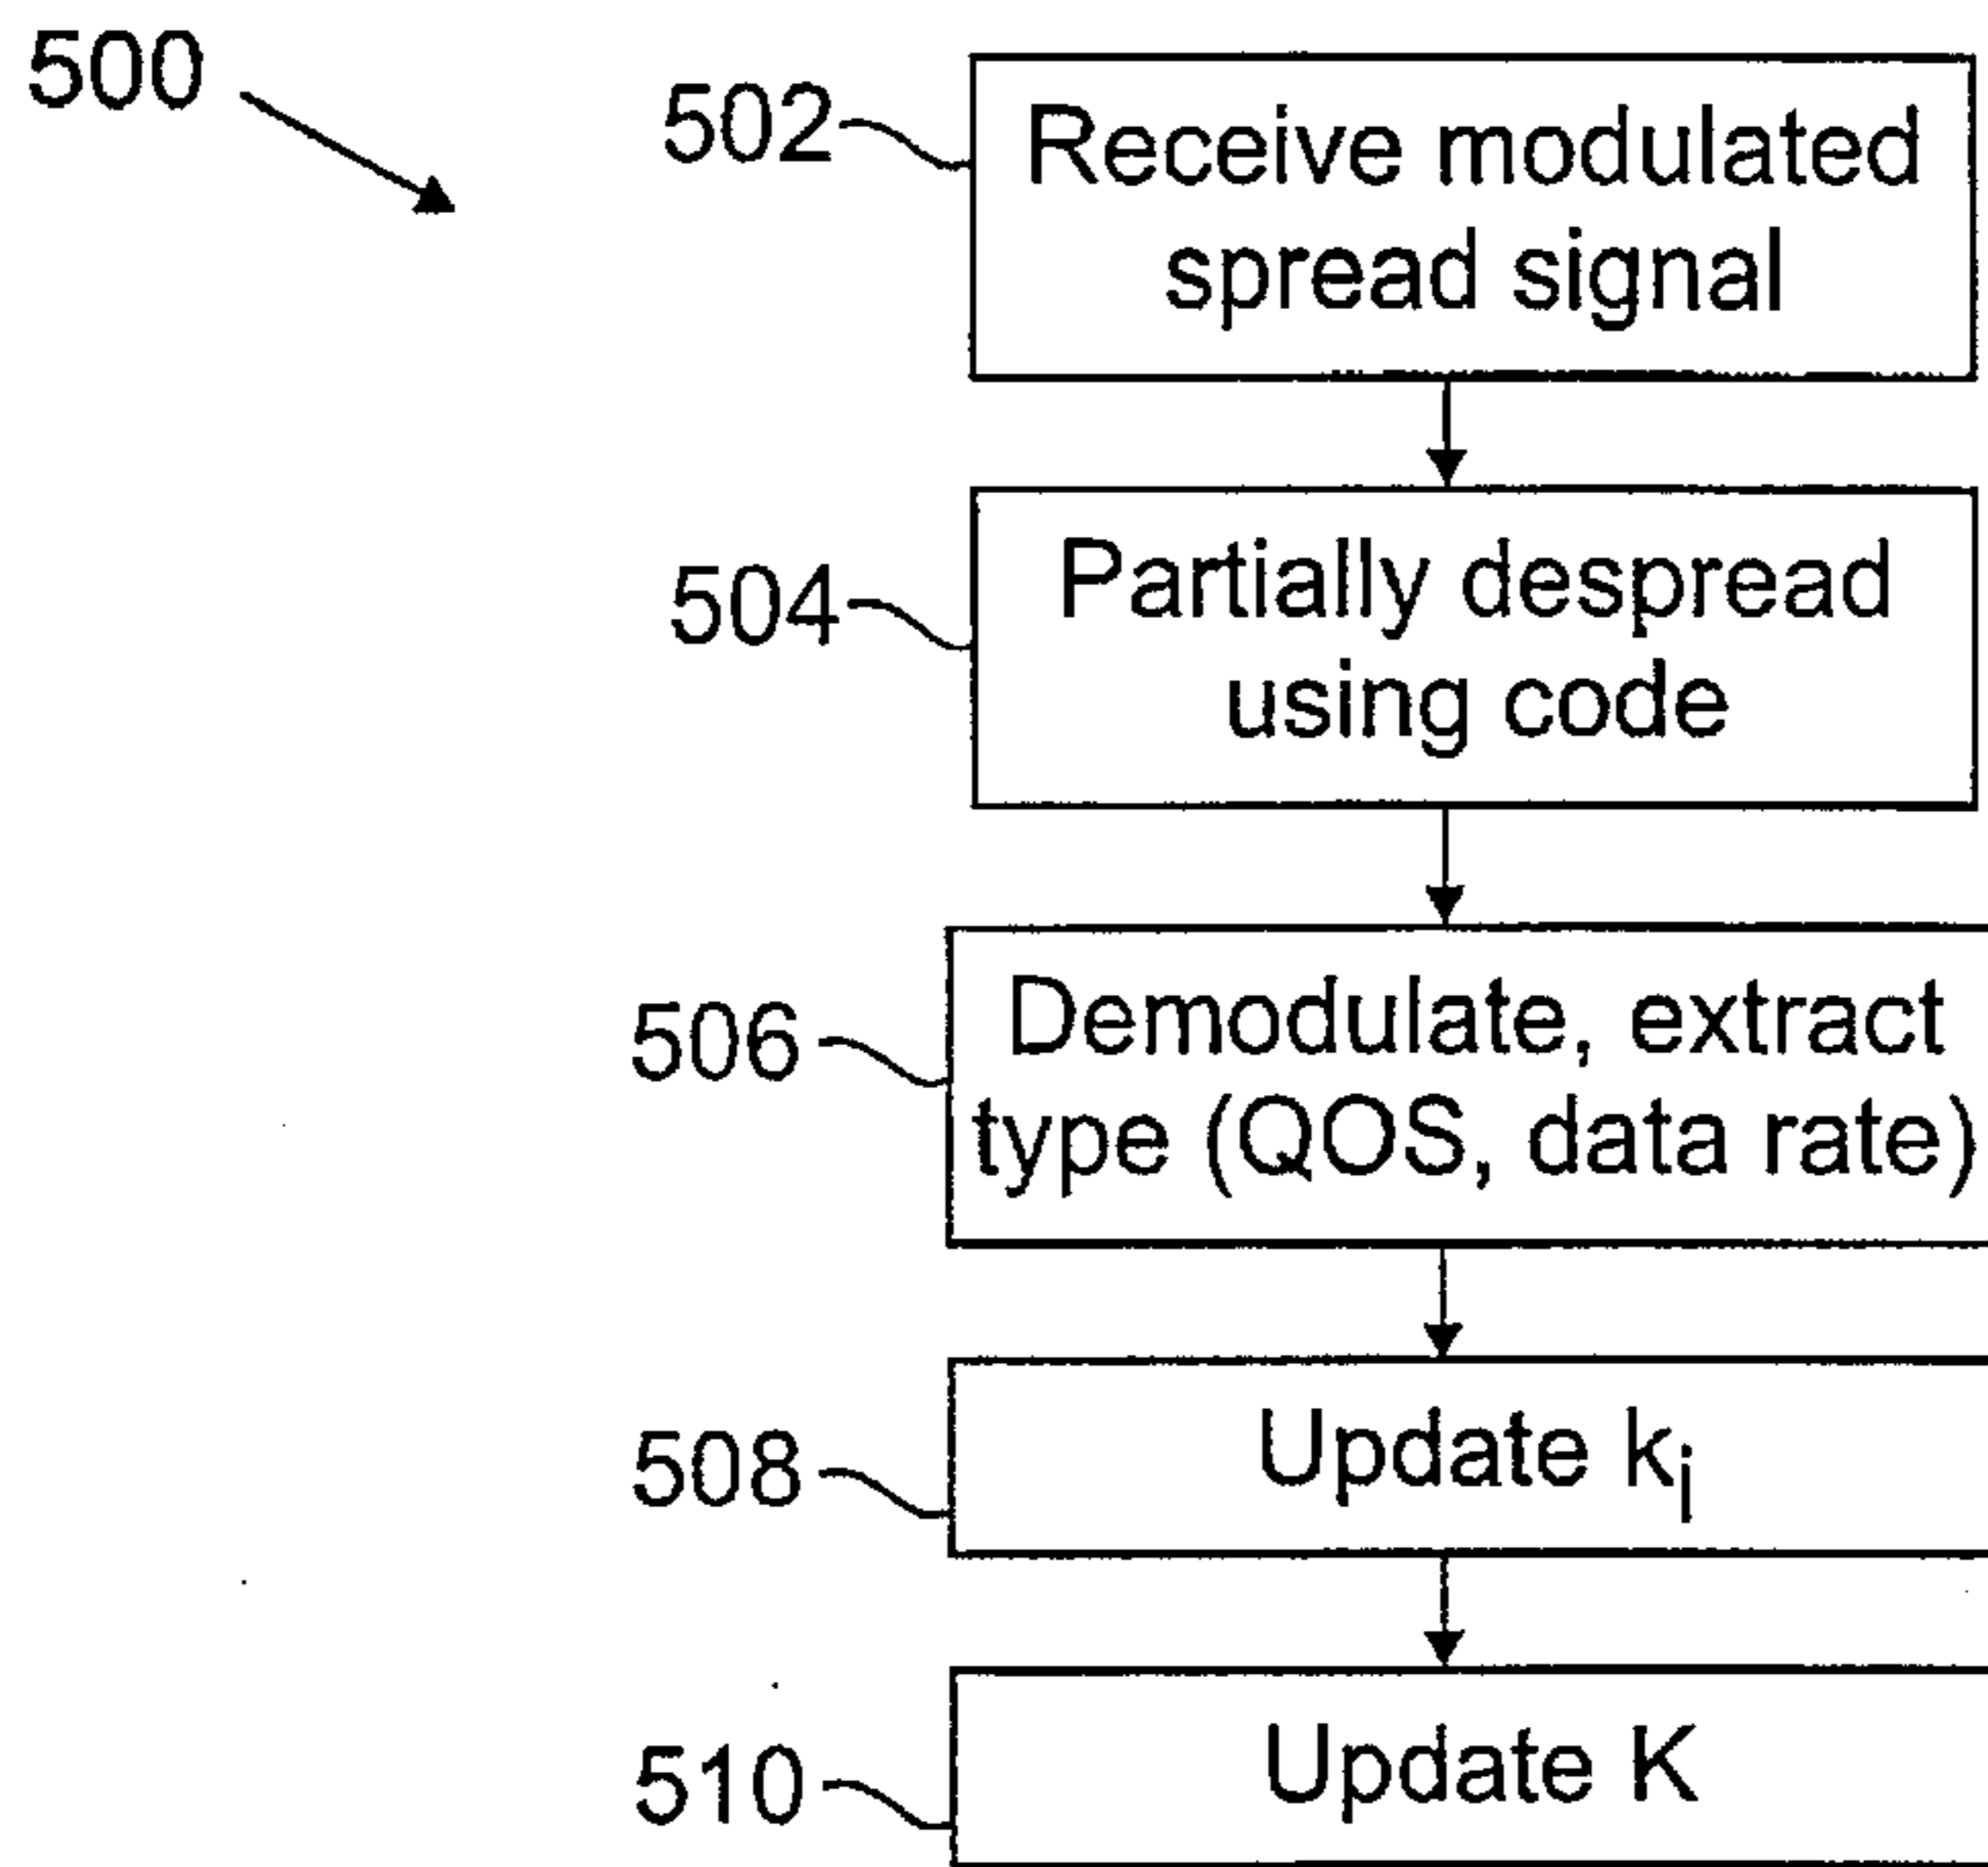 500
502
Receive modulated
spread signal
504
Partially despread
using code
506
Demodulate, extract
type (QOS, data rate)
508
Update ki
510
Update K